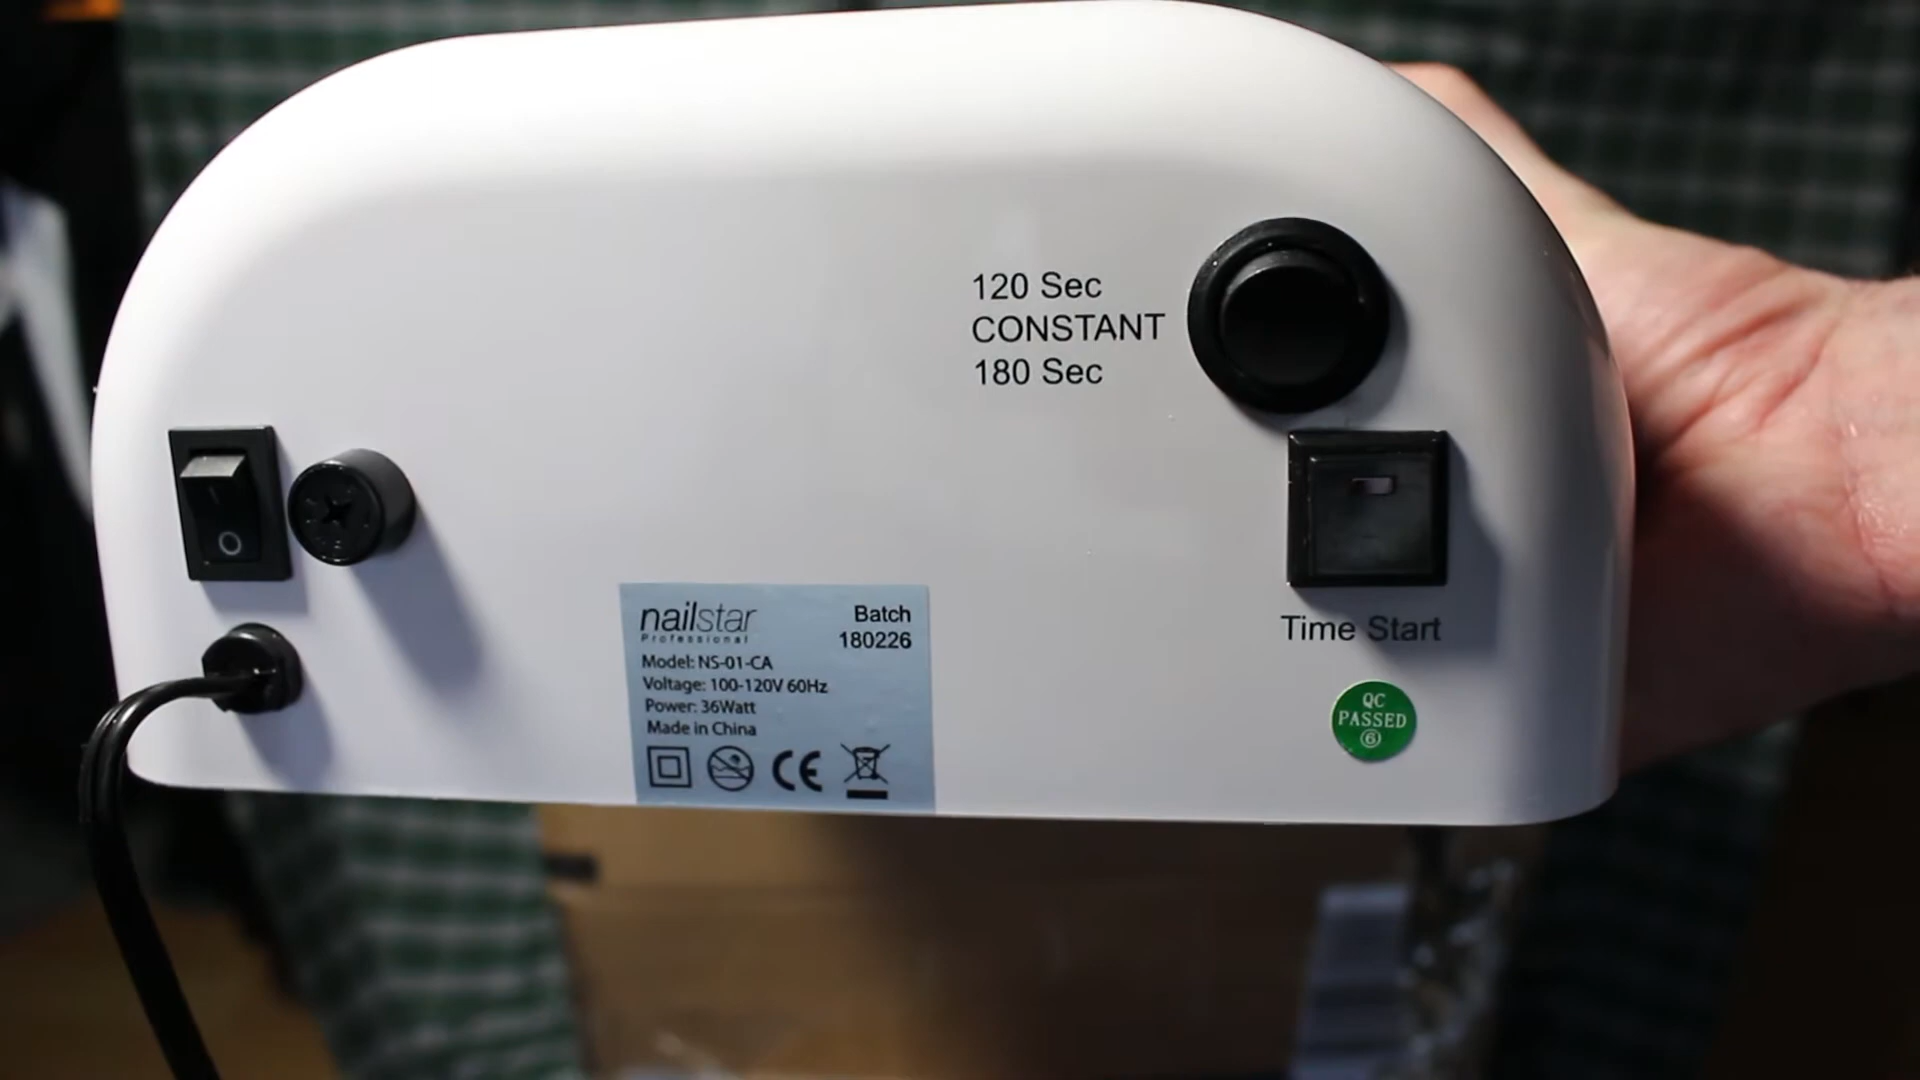 120 Sec
CONSTANT
180 Sec
Time Start
nailstar
Professional
Batch
180226
Model: NS-01-CA
Voltage: 100-120V 60Hz
Power: 36Watt
Made in China
CE
QC
PASSED
6